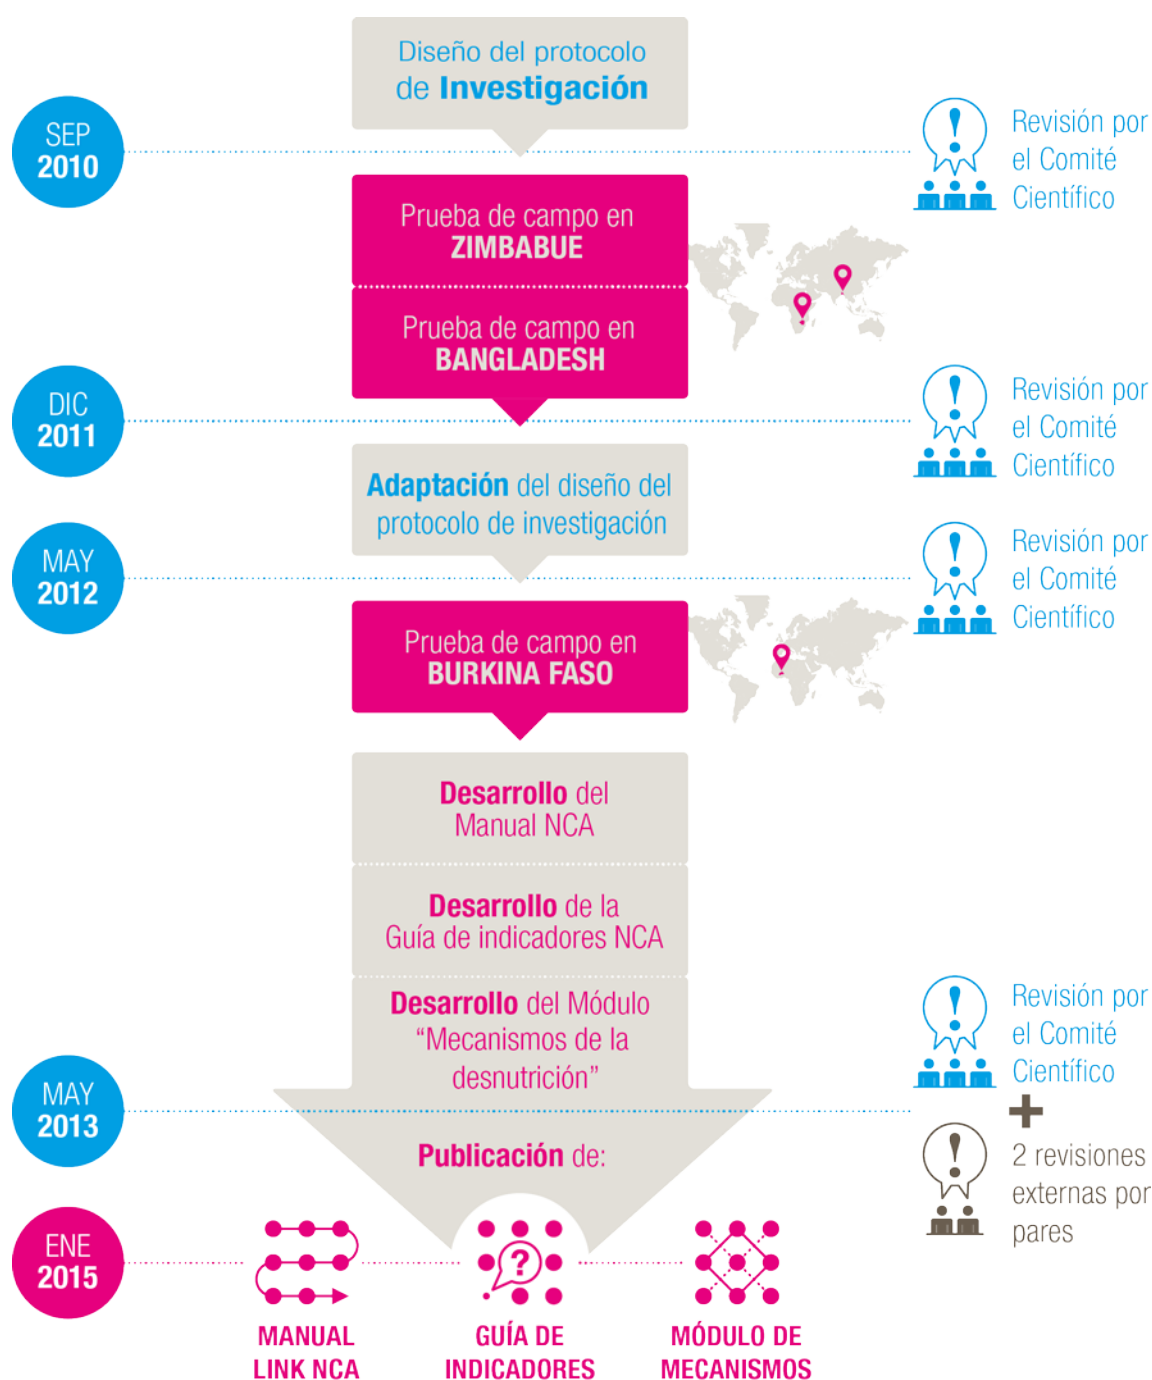 Diseño del protocolo
de Investigación
SEP
2010
Revisión por
el Comité
Científico
Prueba de campo en
ZIMBABUE
Prueba de campo en
BANGLADESH
DIC
2011
Revisión por
el Comité
Científico
Adaptación del diseño del
protocolo de investigación
MAY
2012
Revisión por
el Comité
Científico
Prueba de campo en
BURKINA FASO
Desarrollo del
Manual NCA
Desarrollo de la
Guía de indicadores NCA
Desarrollo del Módulo
“Mecanismos de la
desnutrición”
MAY
2013
Revisión por
el Comité
Científico
+
2 revisiones
externas por
pares
Publicación de:
ENE
2015
?
MANUAL
LINK NCA
GUÍA DE
INDICADORES
MÓDULO DE
MECANISMOS